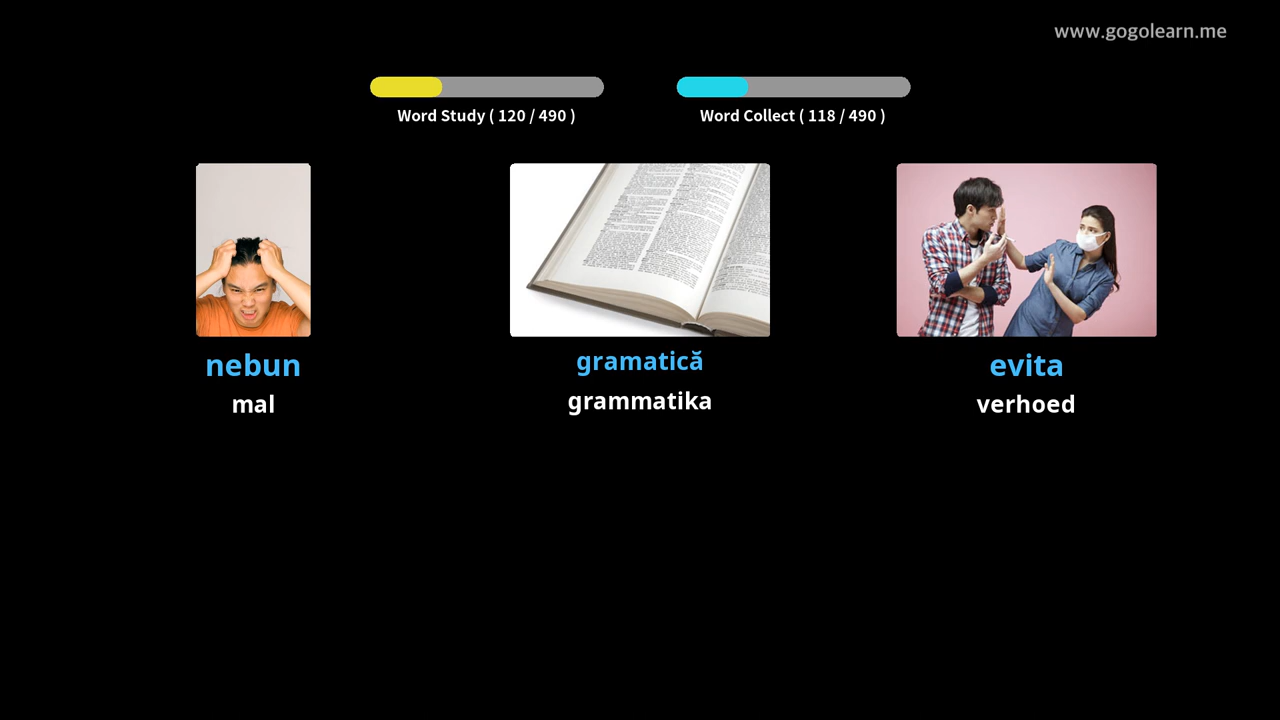 www.gogolearn.me
Word Study ( 120 / 490 )
Word Collect ( 118 / 490 )
nebun
mal
gramatică
grammatika
evita
verhoed